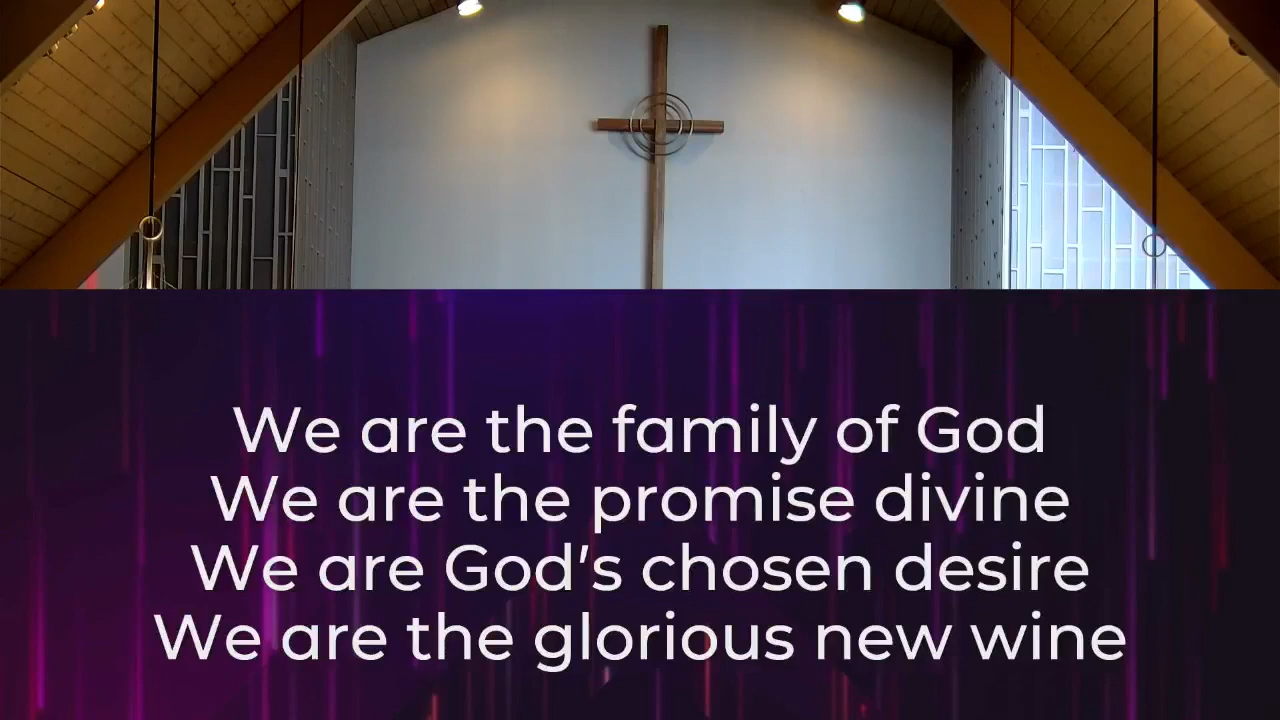 We are the family of God
We are the promise divine
We are God's chosen desire
We are the glorious new wine